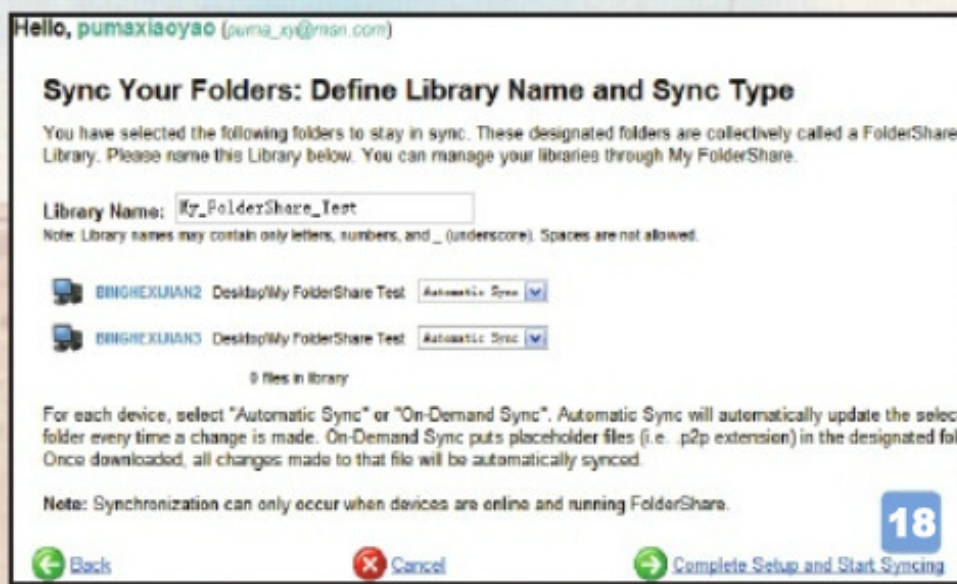 Hello, pumaxiaoyao (puma_xy@msn.com)
Sync Your Folders: Define Library Name and Sync Type
You have selected the following folders to stay in sync. These designated folders are collectively called a FolderShare
Library. Please name this Library below. You can manage your libraries through My FolderShare.
Library Name: My_FolderShare_Test
Note: Library names may contain only letters, numbers, and _ (underscore). Spaces are not allowed.
BINGHEXIJIAN2 Desktop\My FolderShare Test Automatic Sync
BINGHEXIJIAN3 Desktop\My FolderShare Test Automatic Sync
0 files in library
For each device, select "Automatic Sync" or "On-Demand Sync". Automatic Sync will automatically update the select
folder every time a change is made. On-Demand Sync puts placeholder files (i.e. .p2p extension) in the designated fol
Once downloaded, all changes made to that file will be automatically synced.
Note: Synchronization can only occur when devices are online and running FolderShare.
18
Back Cancel Complete Setup and Start Syncing